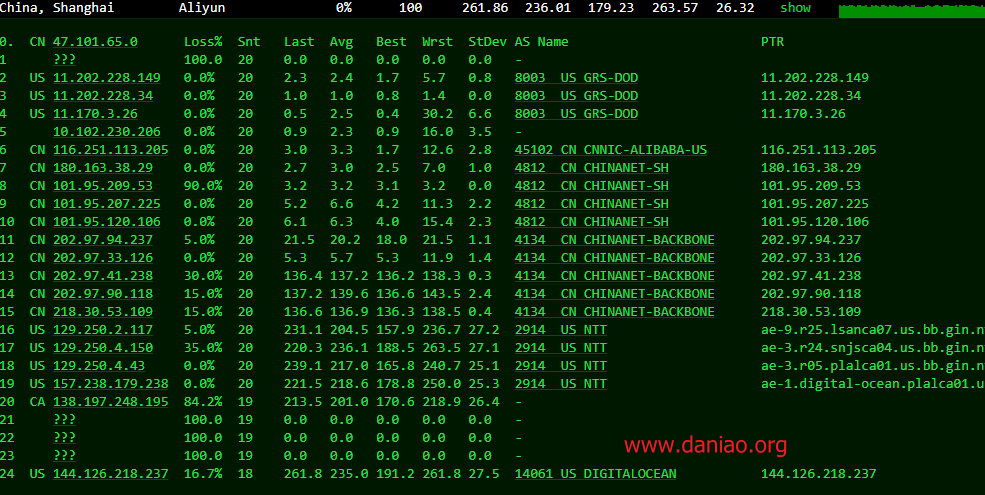 China, Shanghai Aliyun 0% 100 261.86 236.01 179.23 263.57 26.32 show
0. CN 47.101.65.0 Loss% Snt Last Avg Best Wrst StDev AS Name PTR
1 ??? 100.0 20 0.0 0.0 0.0 0.0 0.0 -
2 US 11.202.228.149 0.0% 20 2.3 2.4 1.7 5.7 0.8 8003 US GRS-DOD 11.202.228.149
3 US 11.202.228.34 0.0% 20 1.0 1.0 0.8 1.4 0.0 8003 US GRS-DOD 11.202.228.34
4 US 11.170.3.26 0.0% 20 0.5 2.5 0.4 30.2 6.6 8003 US GRS-DOD 11.170.3.26
5 10.102.230.206 0.0% 20 0.9 2.3 0.9 16.0 3.5 -
6 CN 116.251.113.205 0.0% 20 3.0 3.3 1.7 12.6 2.8 45102 CN CNNIC-ALIBABA-US 116.251.113.205
7 CN 180.163.38.29 0.0% 20 2.7 3.0 2.5 7.0 1.0 4812 CN CHINANET-SH 180.163.38.29
8 CN 101.95.209.53 90.0% 20 3.2 3.2 3.1 3.2 0.0 4812 CN CHINANET-SH 101.95.209.53
9 CN 101.95.207.225 0.0% 20 5.2 6.6 4.2 11.3 2.2 4812 CN CHINANET-SH 101.95.207.225
10 CN 101.95.120.106 0.0% 20 6.1 6.3 4.0 15.4 2.3 4812 CN CHINANET-SH 101.95.120.106
11 CN 202.97.94.237 5.0% 20 21.5 20.2 18.0 21.5 1.1 4134 CN CHINANET-BACKBONE 202.97.94.237
12 CN 202.97.33.126 0.0% 20 5.3 5.7 5.3 11.9 1.4 4134 CN CHINANET-BACKBONE 202.97.33.126
13 CN 202.97.41.238 30.0% 20 136.4 137.2 136.2 138.3 0.3 4134 CN CHINANET-BACKBONE 202.97.41.238
14 CN 202.97.90.118 15.0% 20 137.2 139.6 136.6 143.5 2.4 4134 CN CHINANET-BACKBONE 202.97.90.118
15 CN 218.30.53.109 15.0% 20 136.6 136.9 136.3 138.5 0.4 4134 CN CHINANET-BACKBONE 218.30.53.109
16 US 129.250.2.117 5.0% 20 231.1 204.5 157.9 236.7 27.2 2914 US NTT ae-9.r25.lsanca07.us.bb.gin.n
17 US 129.250.4.150 35.0% 20 220.3 236.1 188.5 263.5 27.1 2914 US NTT ae-3.r24.snjsca04.us.bb.gin.n
18 US 129.250.4.43 0.0% 20 239.1 217.0 165.8 240.7 25.1 2914 US NTT ae-3.r05.plalca01.us.bb.gin.n
19 US 157.238.179.238 0.0% 20 221.5 218.6 178.8 250.0 25.3 2914 US NTT ae-1.digital-ocean.plalca01.u
20 CA 138.197.248.195 84.2% 19 213.5 201.0 170.6 218.9 26.4 -
21 ??? 100.0 19 0.0 0.0 0.0 0.0 0.0 -
22 ??? 100.0 19 0.0 0.0 0.0 0.0 0.0 -
23 ??? 100.0 19 0.0 0.0 0.0 0.0 0.0 -
www.daniao.org
24 US 144.126.218.237 16.7% 18 261.8 235.0 191.2 261.8 27.5 14061 US DIGITALOCEAN 144.126.218.237